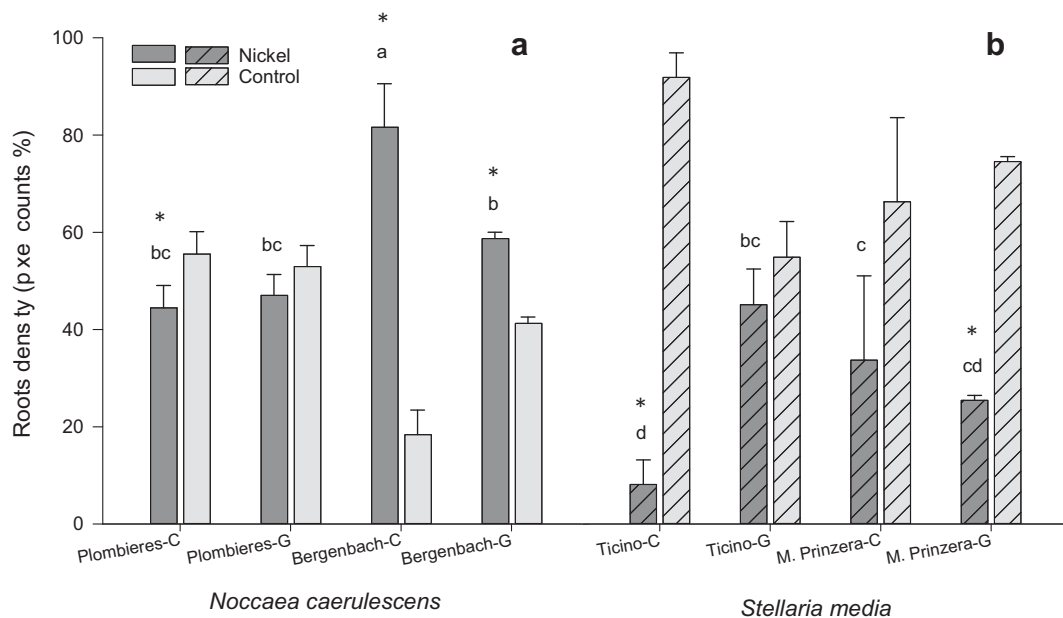 Roots dens ty (p xe counts %)
100
80
60
40
20
0
Nickel
Control
a
b
*
bc
bc
*
a
*
b
*
d
bc
c
*
cd
Plombieres-C
Plombieres-G
Bergenbach-C
Bergenbach-G
Ticino-C
Ticino-G
M. Prinzera-C
M. Prinzera-G
Noccaea caerulescens
Stellaria media